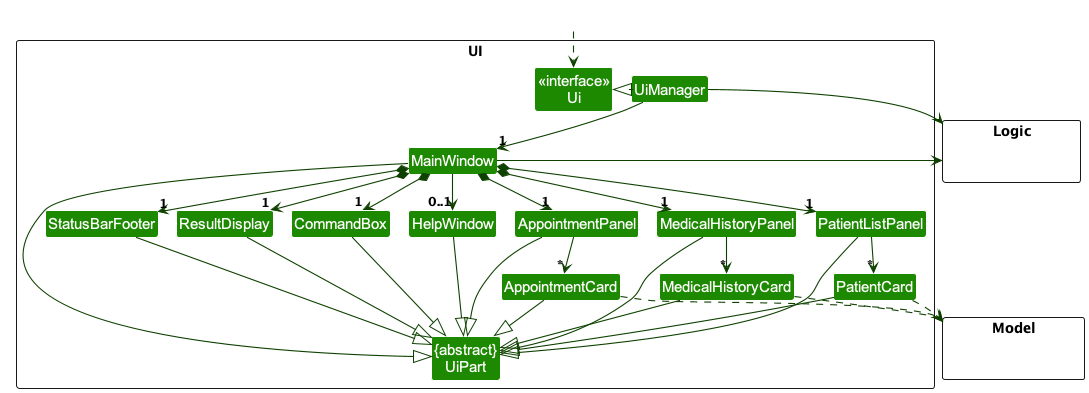 UI
«interface»
Ui
UiManager
Logic
1
MainWindow
1
1
1
0..1
1
1
1
StatusBarFooter
ResultDisplay
CommandBox
HelpWindow
AppointmentPanel
MedicalHistoryPanel
PatientListPanel
*
*
*
AppointmentCard
MedicalHistoryCard
PatientCard
Model
{abstract}
UiPart